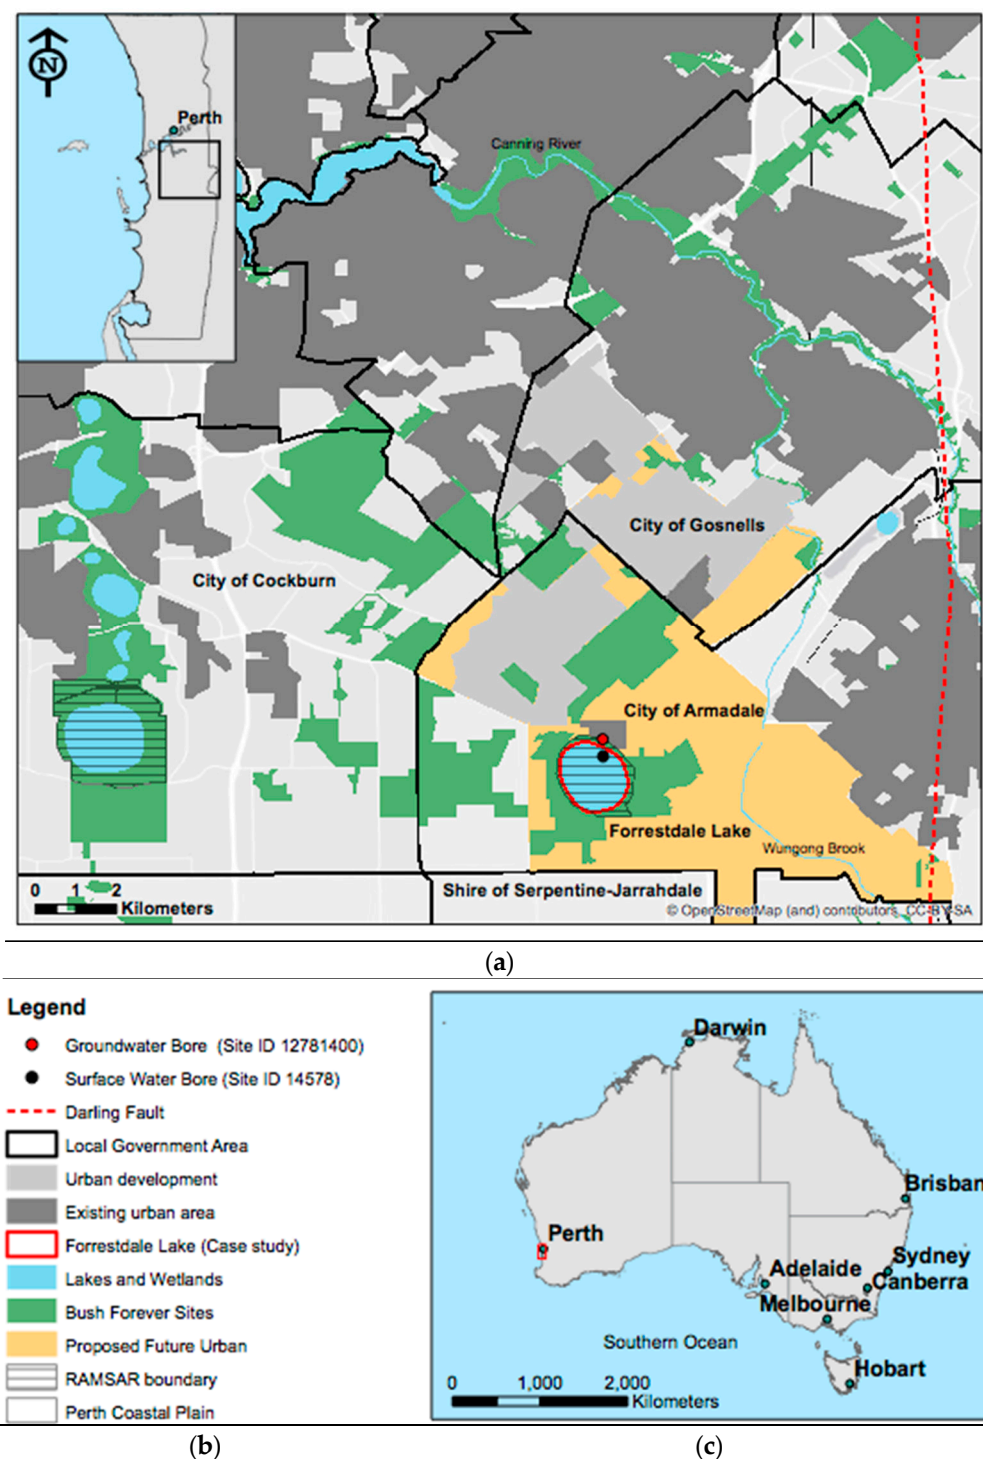 N
Perth
Canning River
City of Gosnells
City of Cockburn
City of Armadale
Forrestdale Lake
Wungong Brook
Shire of Serpentine-Jarrahdale
0 1 2
Kilometers
© OpenStreetMap (and) contributors, CC-BY-SA
(a)
Legend
Groundwater Bore (Site ID 12781400)
Surface Water Bore (Site ID 14578)
Darling Fault
Local Government Area
Urban development
Existing urban area
Forrestdale Lake (Case study)
Lakes and Wetlands
Bush Forever Sites
Proposed Future Urban
RAMSAR boundary
Perth Coastal Plain
(b)
Darwin
Brisban
Perth
Sydney
Adelaide
Canberra
Melbourne
Southern Ocean
Hobart
0 1,000 2,000
Kilometers
(c)